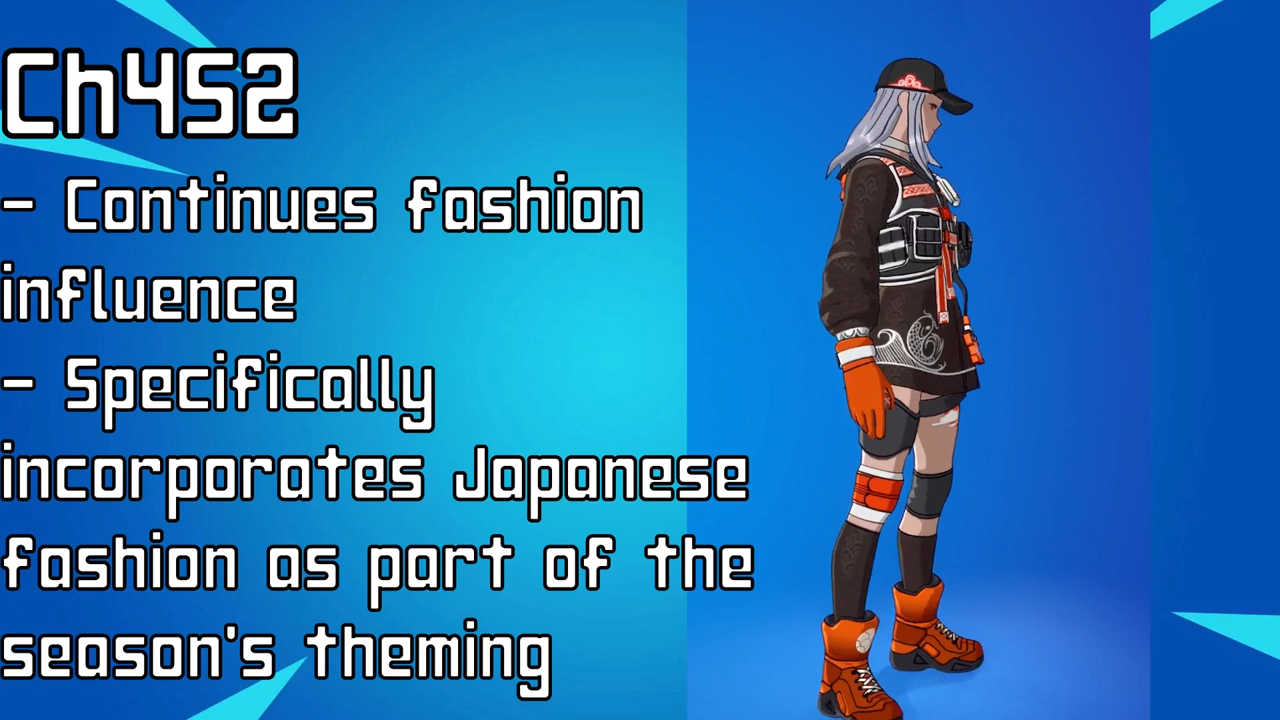 Ch4S2
- Continues fashion
influence
- Specifically
incorporates Japanese
fashion as part of the
season's theming